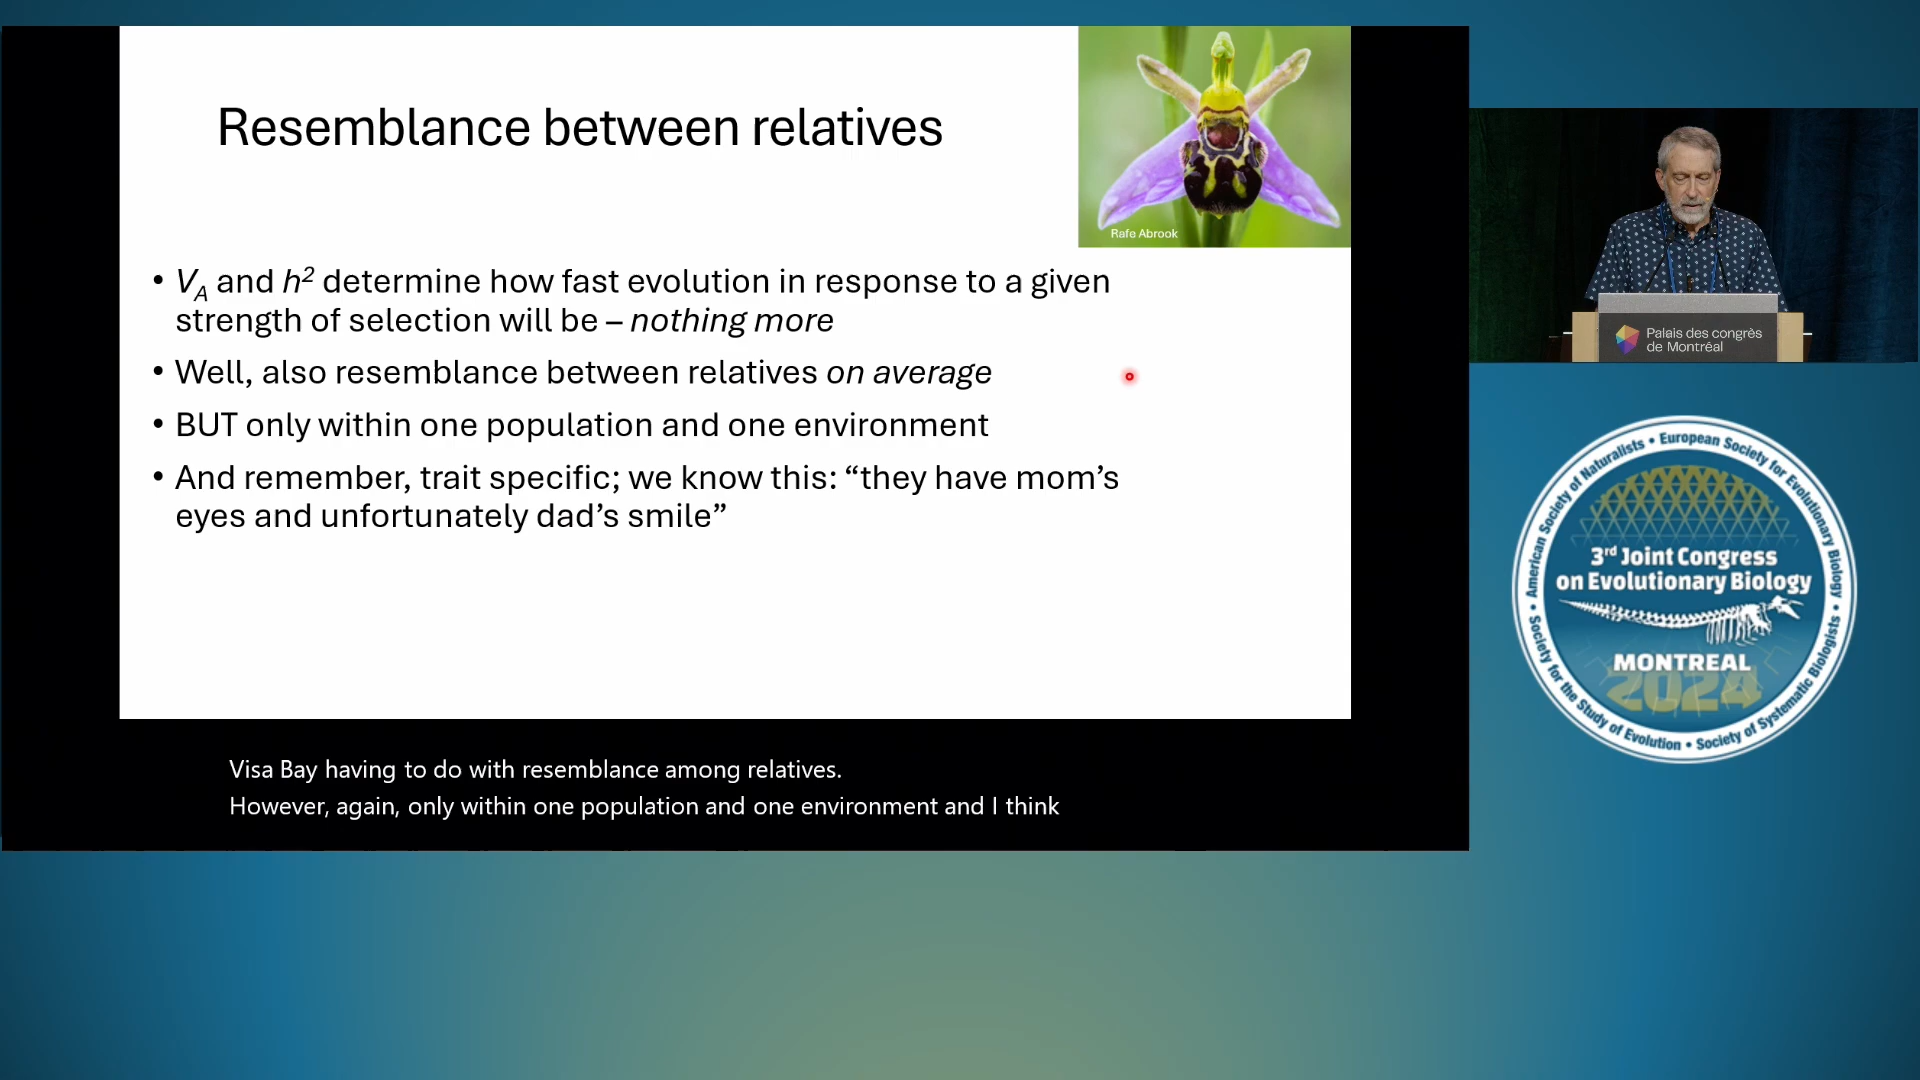 Resemblance between relatives
Rafe Abrook
• V_A and h² determine how fast evolution in response to a given
strength of selection will be – nothing more
• Well, also resemblance between relatives on average
• BUT only within one population and one environment
• And remember, trait specific; we know this: “they have mom’s
eyes and unfortunately dad’s smile”
Visa Bay having to do with resemblance among relatives.
However, again, only within one population and one environment and I think
Palais des congrès
de Montréal
American Society of Naturalists • European Society for Evolutionary Biology •
Society for the Study of Evolution • Society of Systematic Biologists •
3rd Joint Congress
on Evolutionary Biology
MONTREAL
2024